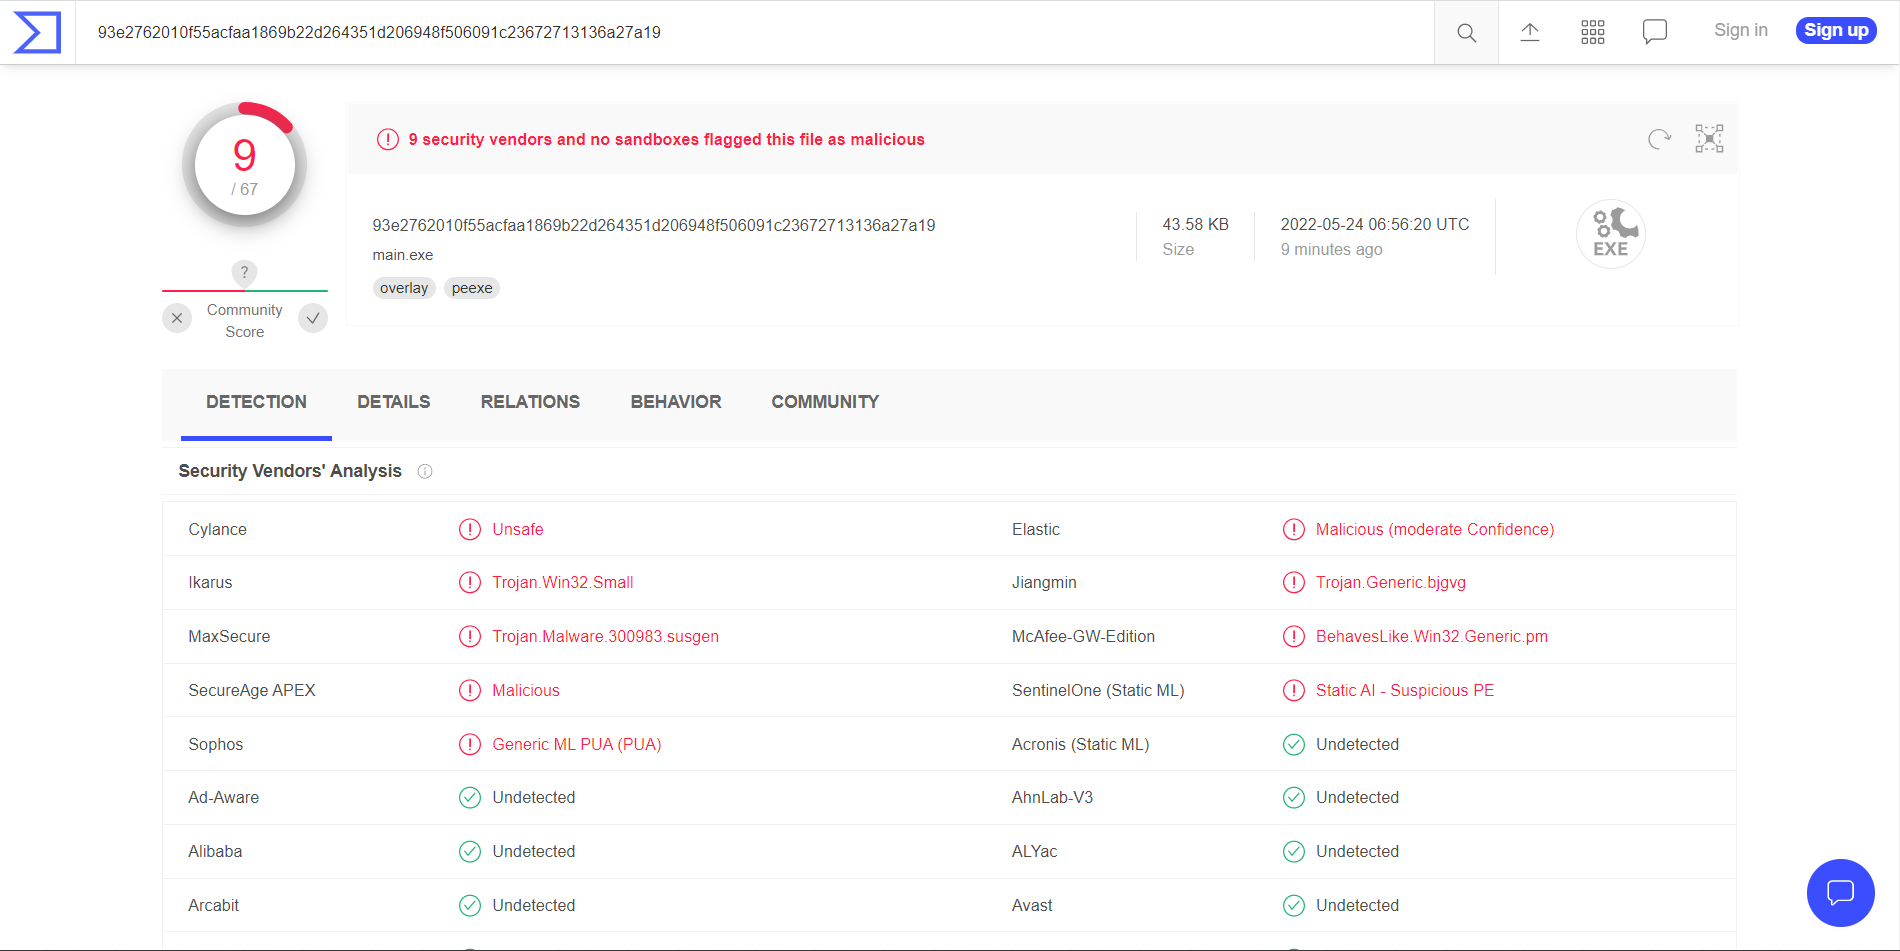 93e2762010f55acfaa1869b22d264351d206948f506091c23672713136a27a19
Sign in
Sign up
9
/ 67
9 security vendors and no sandboxes flagged this file as malicious
93e2762010f55acfaa1869b22d264351d206948f506091c23672713136a27a19
main.exe
overlay peexe
43.58 KB
Size
2022-05-24 06:56:20 UTC
9 minutes ago
EXE
?
Community
Score
DETECTION DETAILS RELATIONS BEHAVIOR COMMUNITY
Security Vendors' Analysis
Cylance Unsafe Elastic Malicious (moderate Confidence)
Ikarus Trojan.Win32.Small Jiangmin Trojan.Generic.bjgvg
MaxSecure Trojan.Malware.300983.susgen McAfee-GW-Edition BehavesLike.Win32.Generic.pm
SecureAge APEX Malicious SentinelOne (Static ML) Static AI - Suspicious PE
Sophos Generic ML PUA (PUA) Acronis (Static ML) Undetected
Ad-Aware Undetected AhnLab-V3 Undetected
Alibaba Undetected ALYac Undetected
Arcabit Undetected Avast Undetected